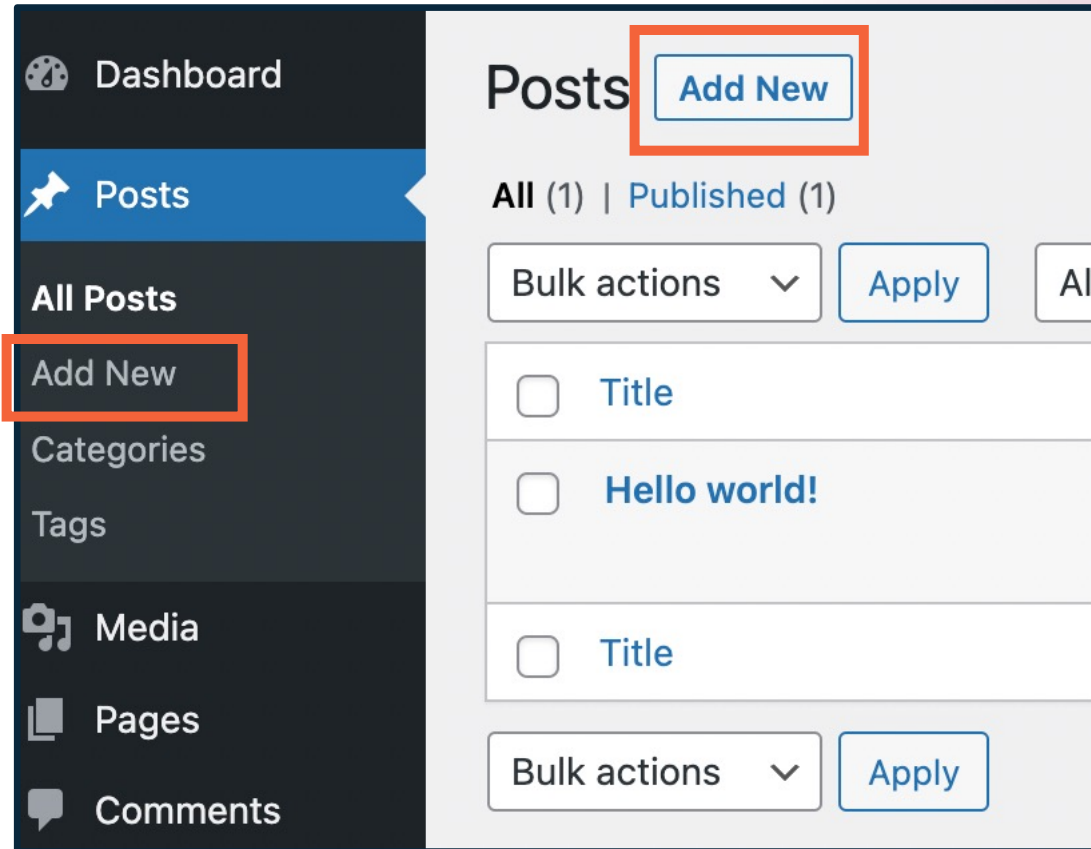 Dashboard
Posts
All Posts
Add New
Categories
Tags
Media
Pages
Comments
Posts Add New
All (1) | Published (1)
Bulk actions Apply Al
Title
Hello world!
Title
Bulk actions Apply